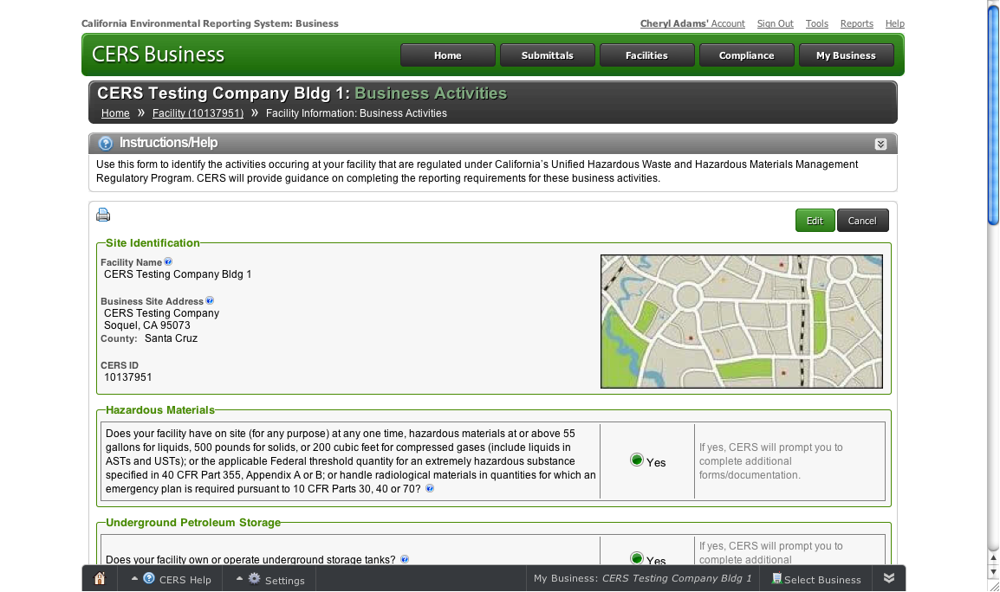 California Environmental Reporting System: Business
Cheryl Adams' Account Sign Out Tools Reports Help
CERS Business
Home Submittals Facilities Compliance My Business
CERS Testing Company Bldg 1: Business Activities
Home » Facility (10137951) » Facility Information: Business Activities
Instructions/Help
Use this form to identify the activities occuring at your facility that are regulated under California's Unified Hazardous Waste and Hazardous Materials Management
Regulatory Program. CERS will provide guidance on completing the reporting requirements for these business activities.
Edit Cancel
Site Identification
Facility Name
CERS Testing Company Bldg 1
Business Site Address
CERS Testing Company
Soquel, CA 95073
County: Santa Cruz
CERS ID
10137951
Hazardous Materials
Does your facility have on site (for any purpose) at any one time, hazardous materials at or above 55
gallons for liquids, 500 pounds for solids, or 200 cubic feet for compressed gases (include liquids in
ASTs and USTs); or the applicable Federal threshold quantity for an extremely hazardous substance
specified in 40 CFR Part 355, Appendix A or B; or handle radiological materials in quantities for which an
emergency plan is required pursuant to 10 CFR Parts 30, 40 or 70?
Yes
If yes, CERS will prompt you to
complete additional
forms/documentation.
Underground Petroleum Storage
Does your facility own or operate underground storage tanks?
Yes
If yes, CERS will prompt you to
complete additional
CERS Help Settings My Business: CERS Testing Company Bldg 1 Select Business